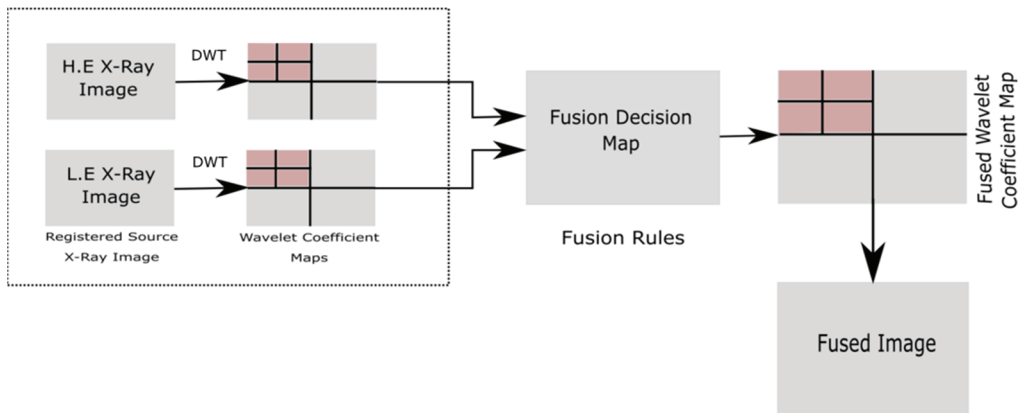 H.E X-Ray
Image
DWT
L.E X-Ray
Image
DWT
Registered Source
X-Ray Image
Wavelet Coefficient
Maps
Fusion Decision
Map
Fusion Rules
Fused Wavelet
Coefficient Map
Fused Image